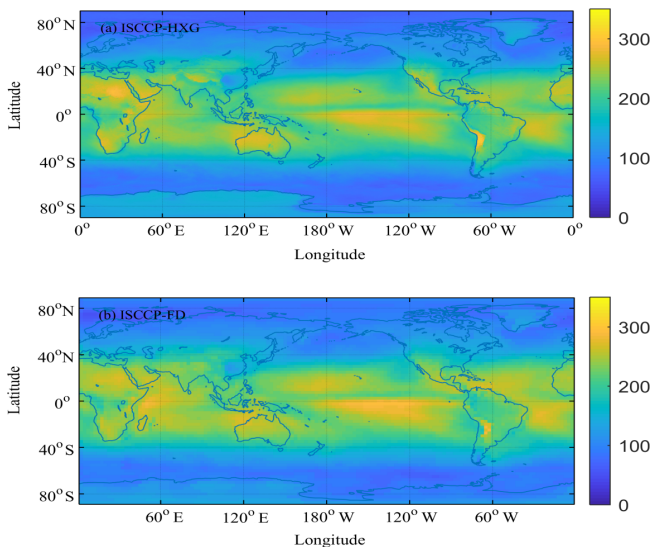 (a) ISCCP-HXG
80°N
40°N
0°
40°S
80°S
Latitude
0°
60°E
120°E
180°W
120°W
60°W
0°
Longitude
300
200
100
0
(b) ISCCP-FD
80°N
40°N
0°
40°S
80°S
Latitude
60°E
120°E
180°W
120°W
60°W
Longitude
300
200
100
0